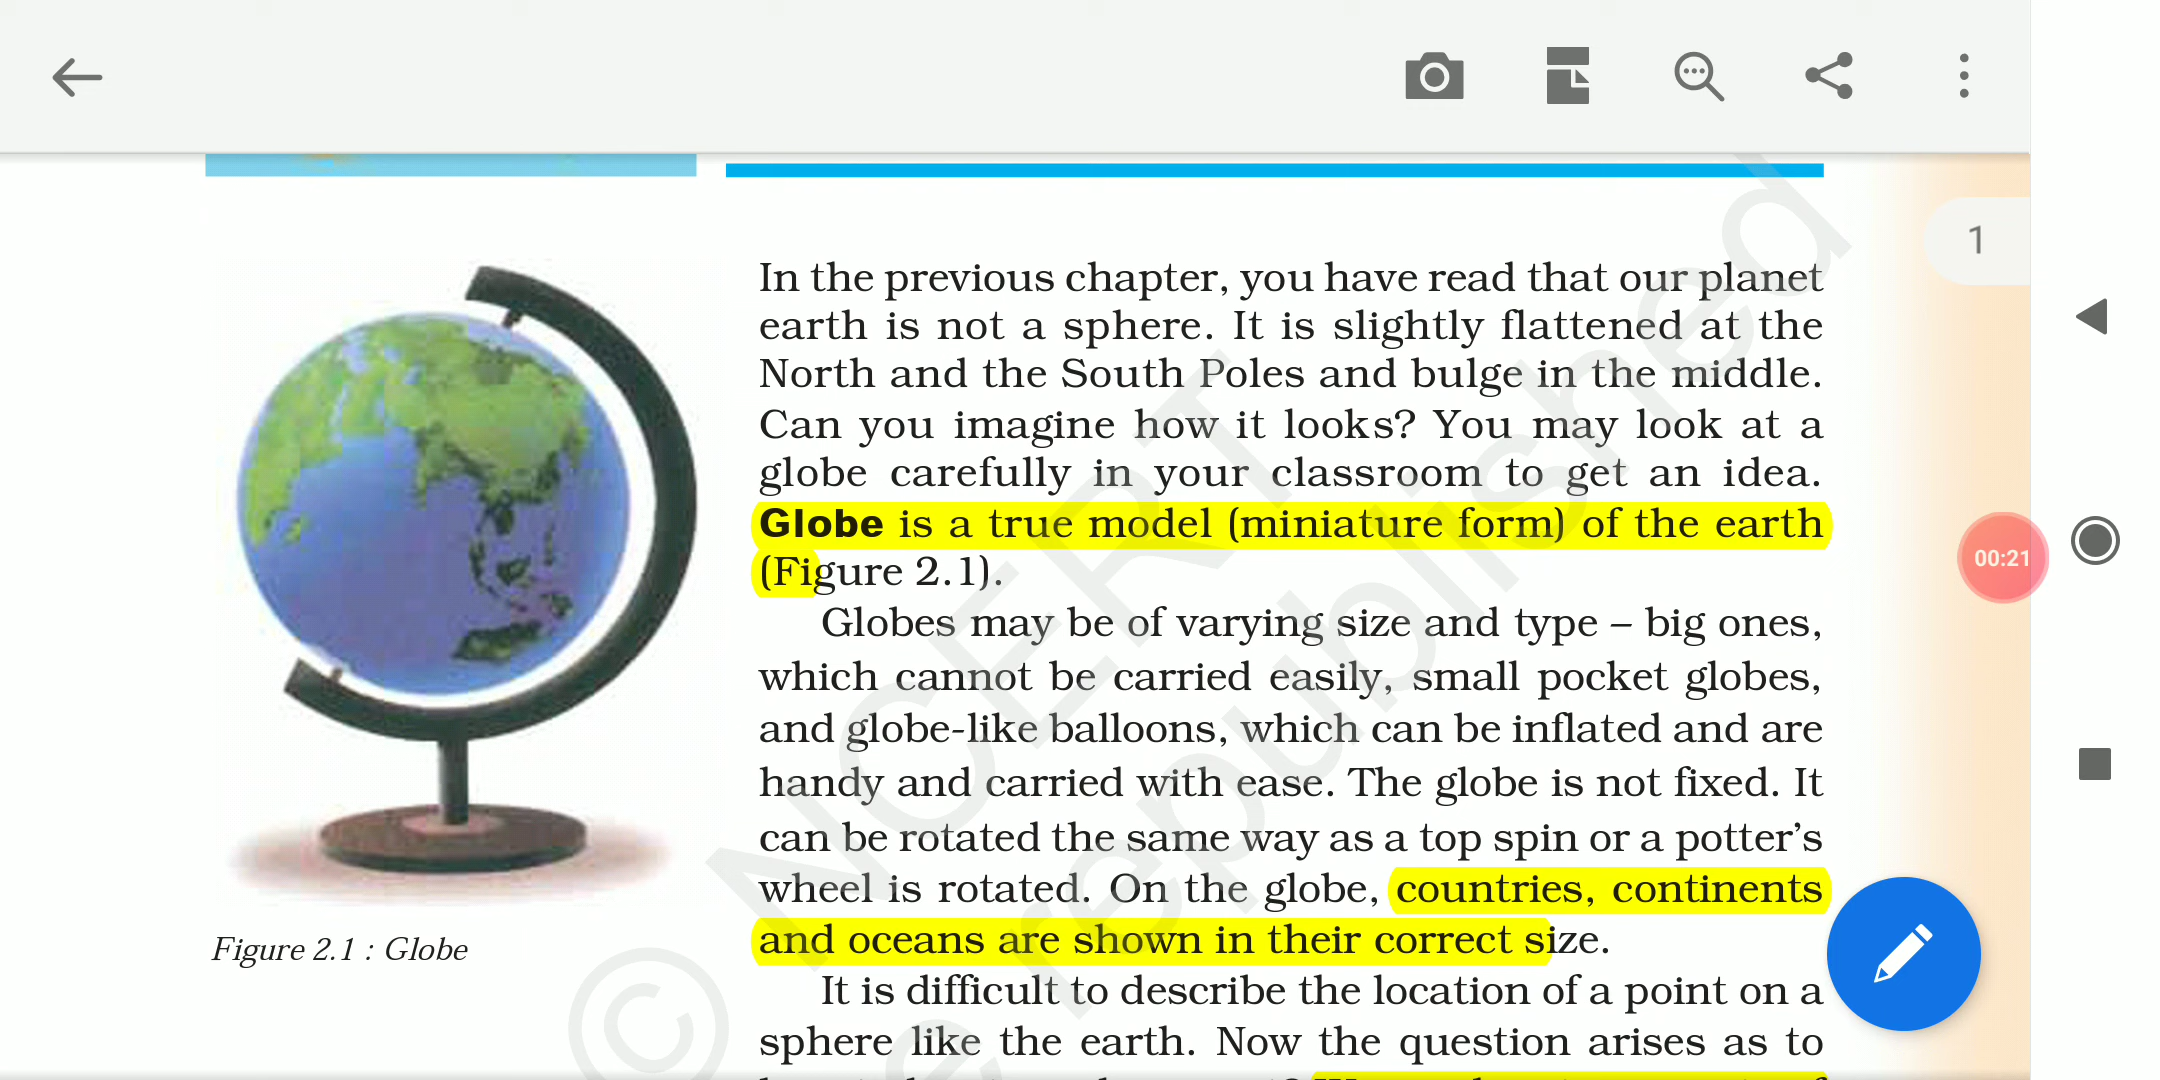 1
In the previous chapter, you have read that our planet
earth is not a sphere. It is slightly flattened at the
North and the South Poles and bulge in the middle.
Can you imagine how it looks? You may look at a
globe carefully in your classroom to get an idea.
Globe is a true model (miniature form) of the earth
(Figure 2.1).
Globes may be of varying size and type – big ones,
which cannot be carried easily, small pocket globes,
and globe-like balloons, which can be inflated and are
handy and carried with ease. The globe is not fixed. It
can be rotated the same way as a top spin or a potter’s
wheel is rotated. On the globe, countries, continents
and oceans are shown in their correct size.
It is difficult to describe the location of a point on a
sphere like the earth. Now the question arises as to
Figure 2.1 : Globe
00:21
© NCERT
republished